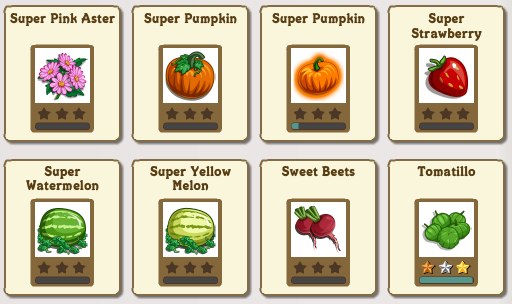 Super Pink Aster
Super Pumpkin
Super Pumpkin
Super
Strawberry
Super
Watermelon
Super Yellow
Melon
Sweet Beets
Tomatillo